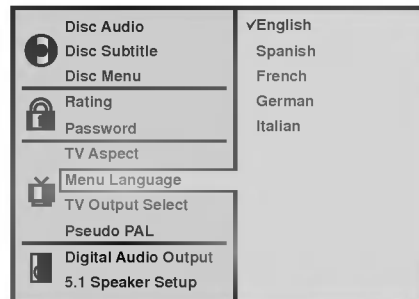 Disc Audio
Disc Subtitle
Disc Menu
Rating
Password
TV Aspect
Menu Language
TV Output Select
Pseudo PAL
Digital Audio Output
5.1 Speaker Setup
✓English
Spanish
French
German
Italian